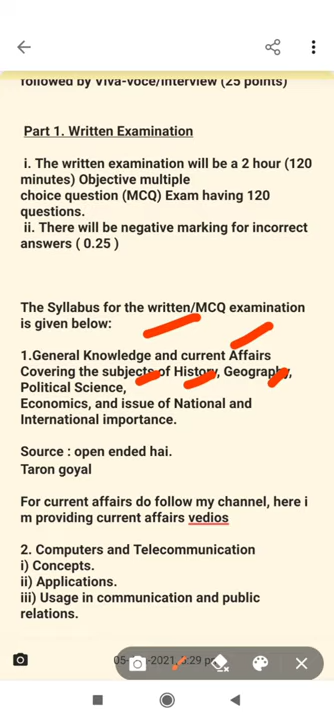 followed by Viva-Voce/Interview (25 points)
Part 1. Written Examination
i. The written examination will be a 2 hour (120
minutes) Objective multiple
choice question (MCQ) Exam having 120
questions.
ii. There will be negative marking for incorrect
answers ( 0.25 )
The Syllabus for the written/MCQ examination
is given below:
1.General Knowledge and current Affairs
Covering the subjects of History, Geography,
Political Science,
Economics, and issue of National and
International importance.
Source : open ended hai.
Taron goyal
For current affairs do follow my channel, here i
m providing current affairs vedios
2. Computers and Telecommunication
i) Concepts.
ii) Applications.
iii) Usage in communication and public
relations.